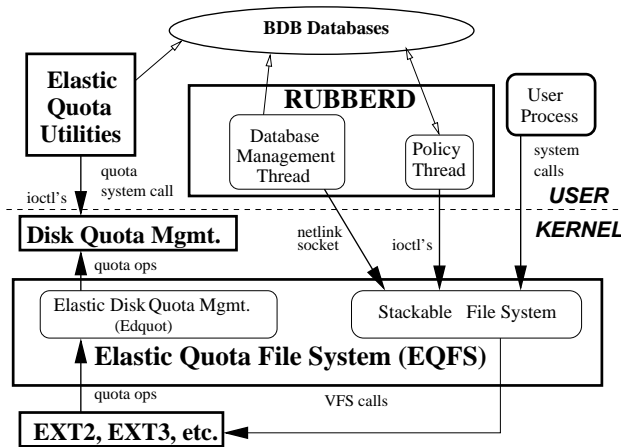 BDB Databases
Elastic
Quota
Utilities
RUBBERD
Database
Management
Thread
Policy
Thread
User
Process
quota
system call
ioctl's
system
calls
USER
KERNEL
Disk Quota Mgmt.
netlink
socket
ioctl's
quota ops
Elastic Disk Quota Mgmt.
(Edquot)
Stackable File System
Elastic Quota File System (EQFS)
quota ops
VFS calls
EXT2, EXT3, etc.